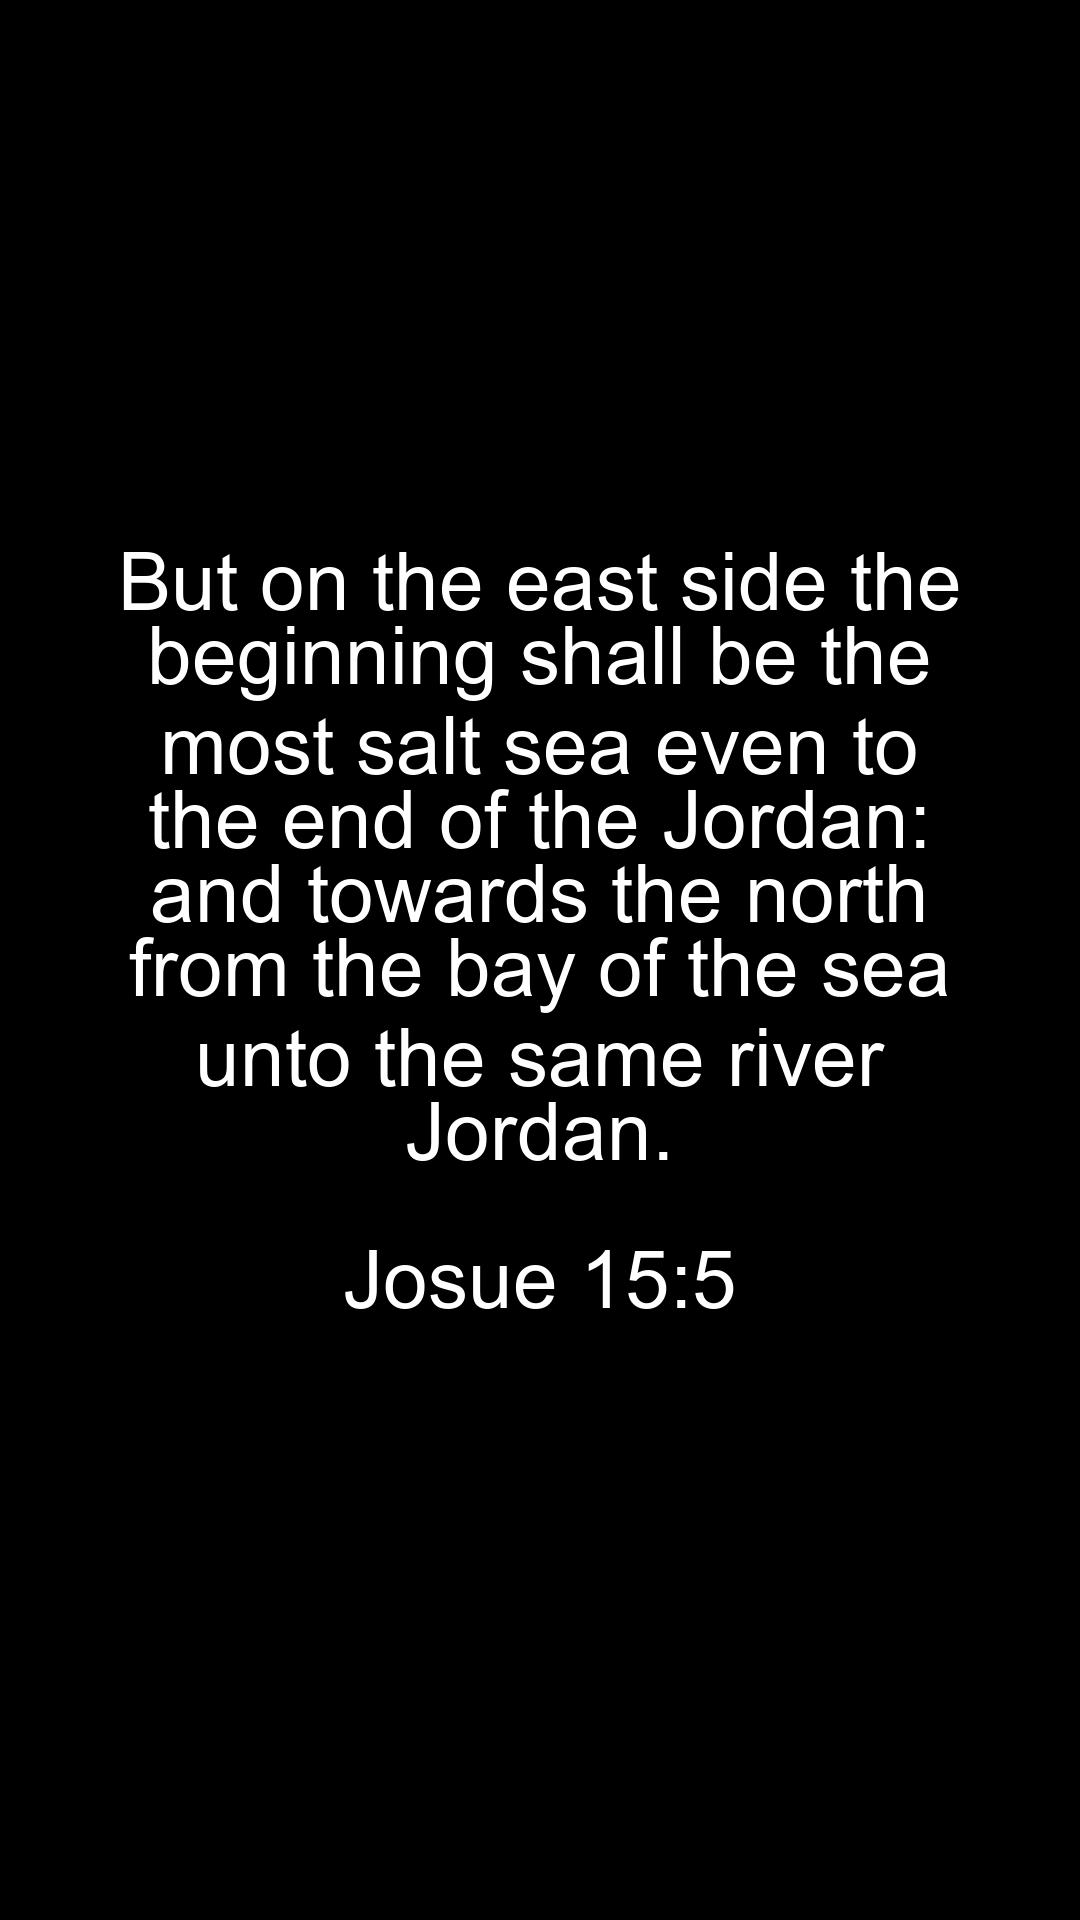 But on the east side the
beginning shall be the
most salt sea even to
the end of the Jordan:
and towards the north
from the bay of the sea
unto the same river
Jordan.
Josue 15:5